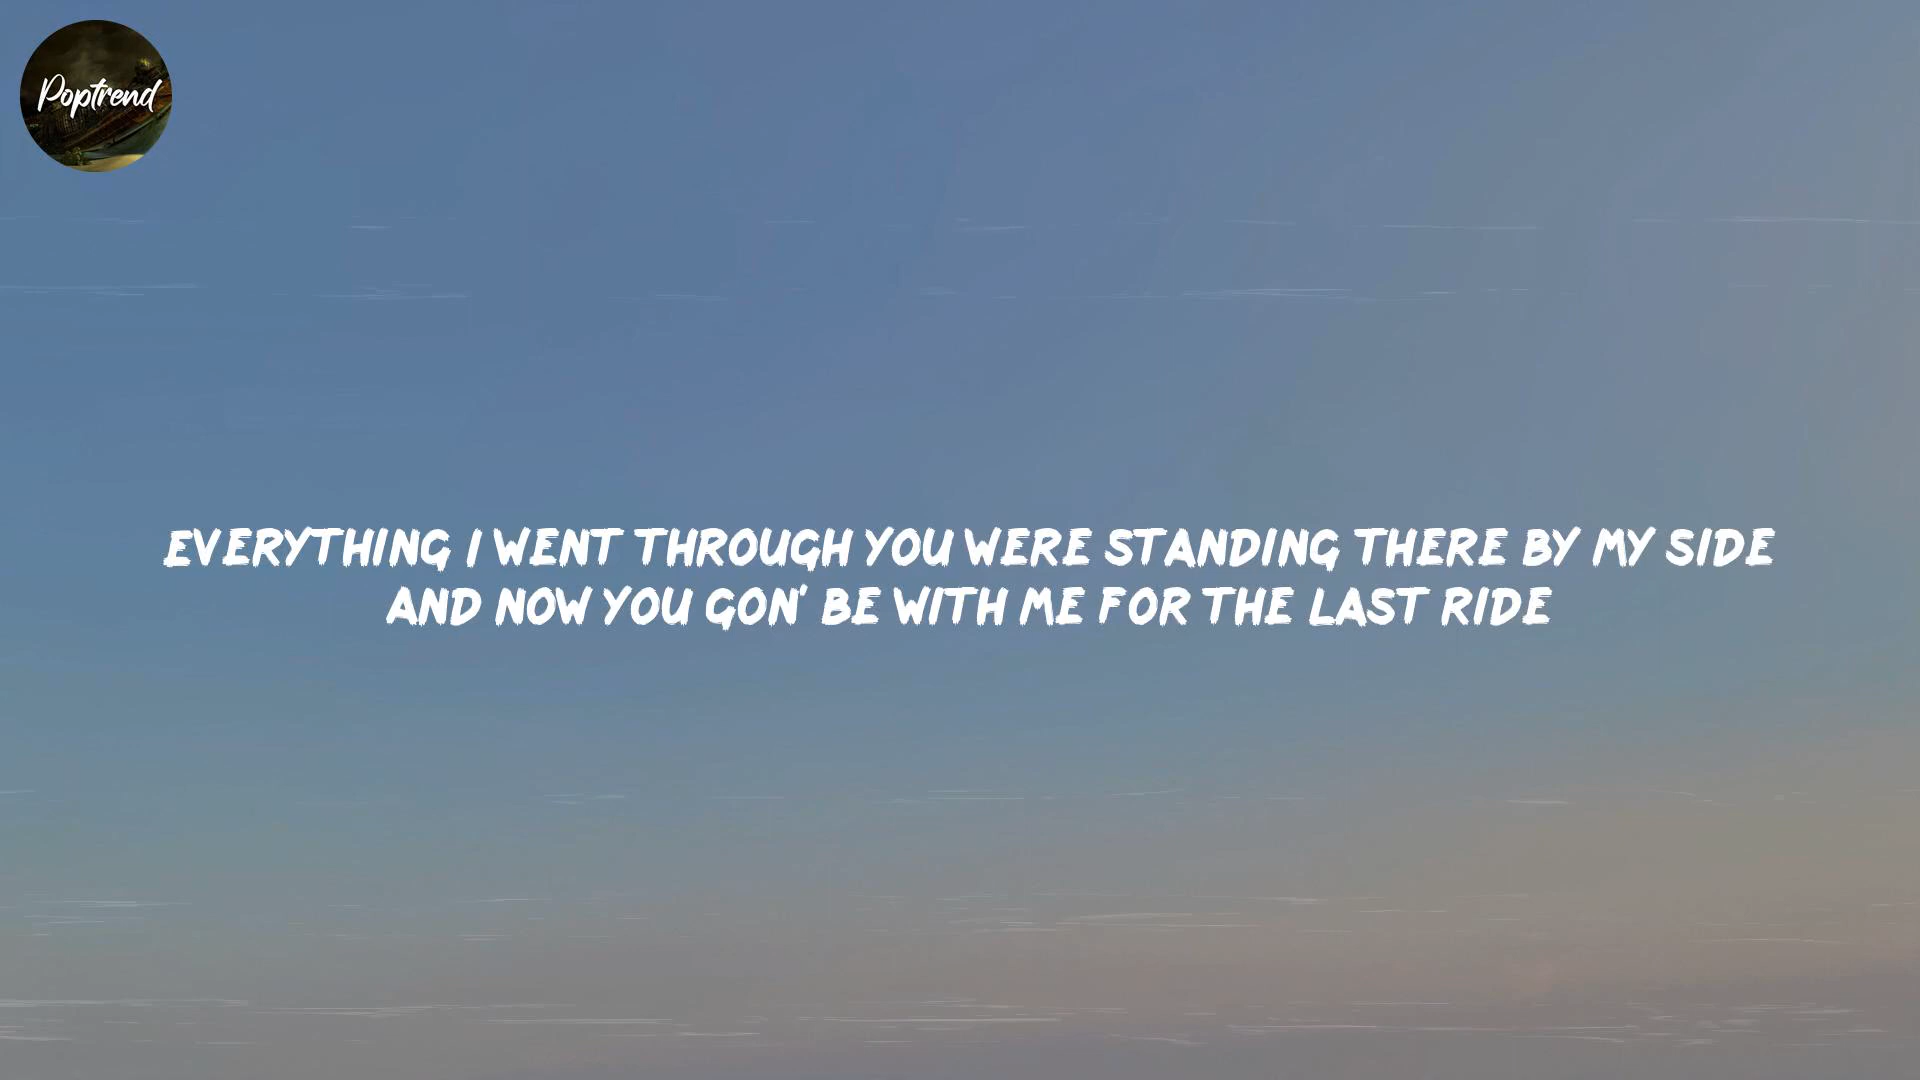 Poptrend
EVERYTHING I WENT THROUGH YOU WERE STANDING THERE BY MY SIDE
AND NOW YOU GON' BE WITH ME FOR THE LAST RIDE